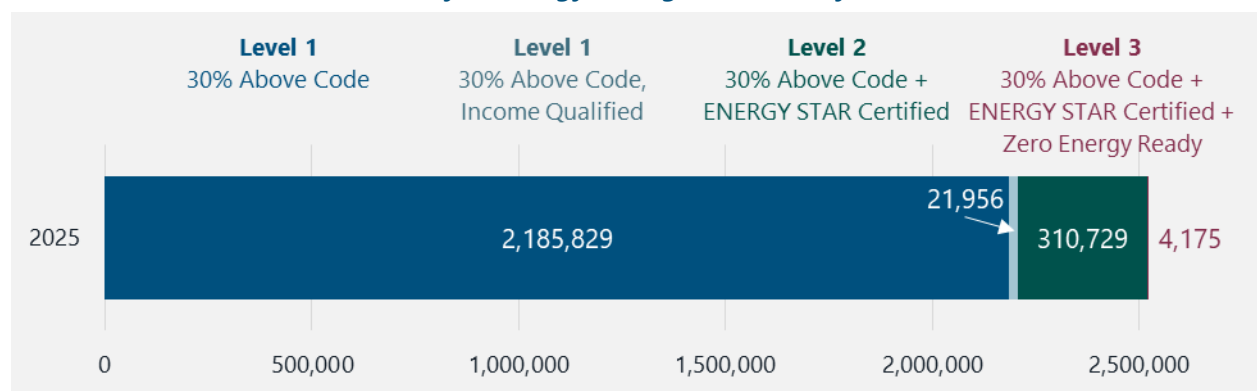 Level 1
30% Above Code
Level 1
30% Above Code,
Income Qualified
Level 2
30% Above Code +
ENERGY STAR Certified
Level 3
30% Above Code +
ENERGY STAR Certified +
Zero Energy Ready
2025
2,185,829
21,956
310,729
4,175
0
500,000
1,000,000
1,500,000
2,000,000
2,500,000